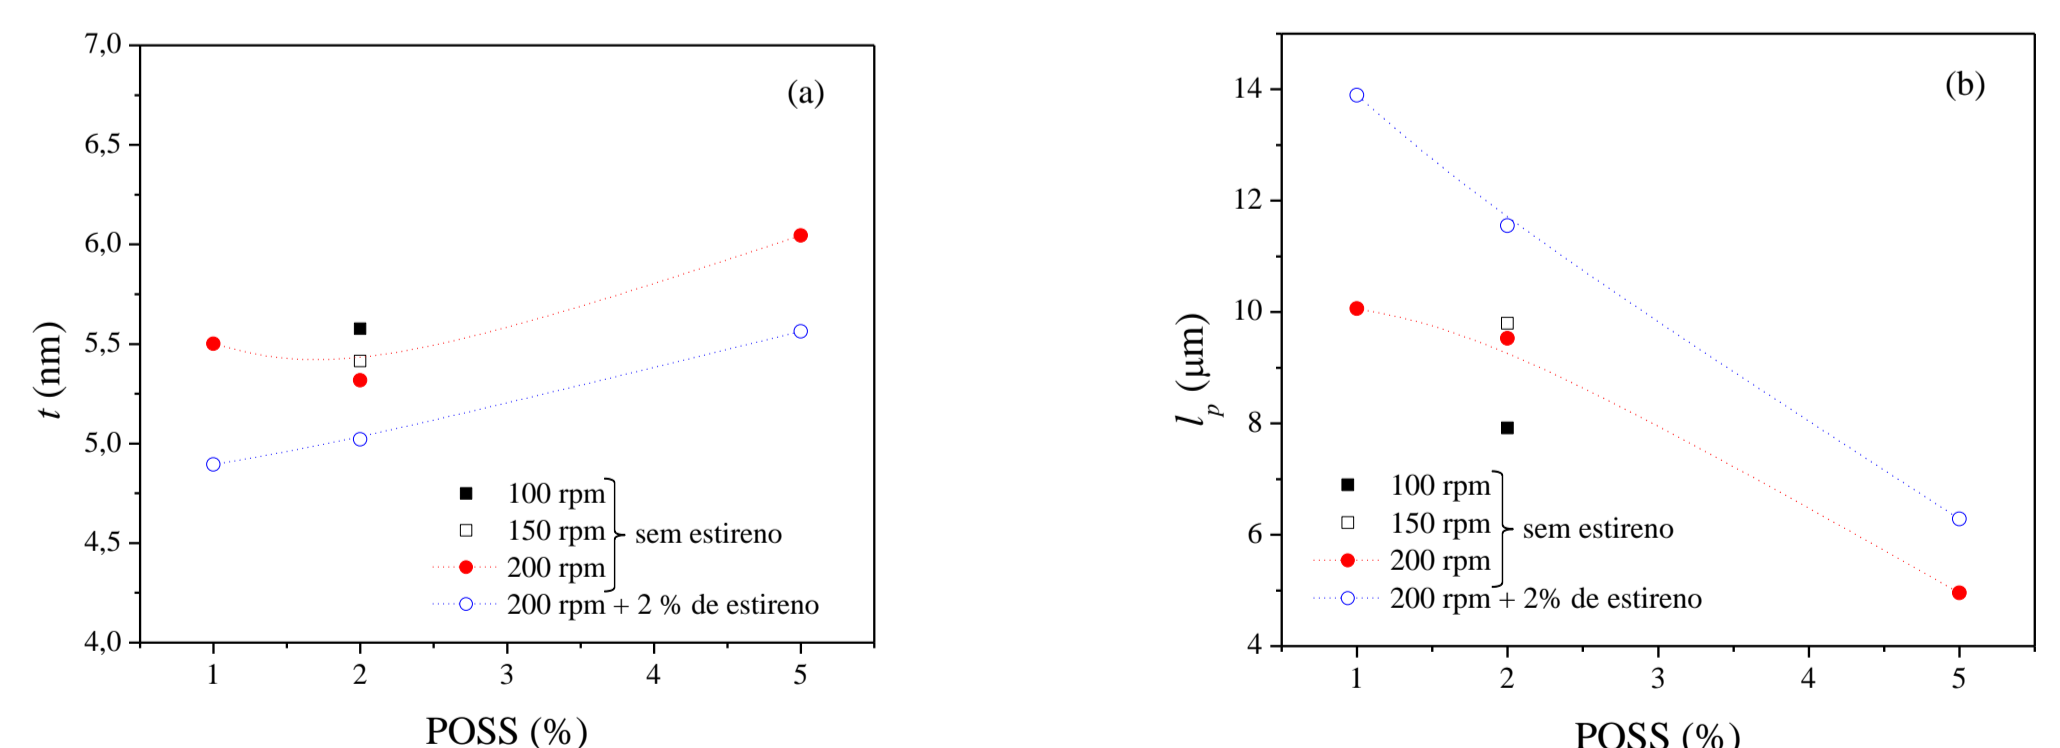 7,0
6,5
6,0
5,5
5,0
4,5
4,0
t (nm)
(a)
100 rpm
150 rpm
sem estireno
200 rpm
200 rpm + 2 % de estireno
1 2 3 4 5
POSS (%)
14
12
10
8
6
4
l p (μm)
(b)
100 rpm
150 rpm
sem estireno
200 rpm
200 rpm + 2% de estireno
1 2 3 4 5
POSS (%)